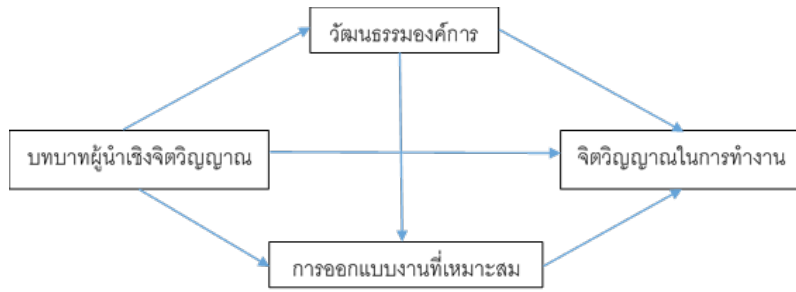 วัฒนธรรมองค์การ
บทบาทผู้นำเชิงจิตวิญญาณ
จิตวิญญาณในการทำงาน
การออกแบบงานที่เหมาะสม